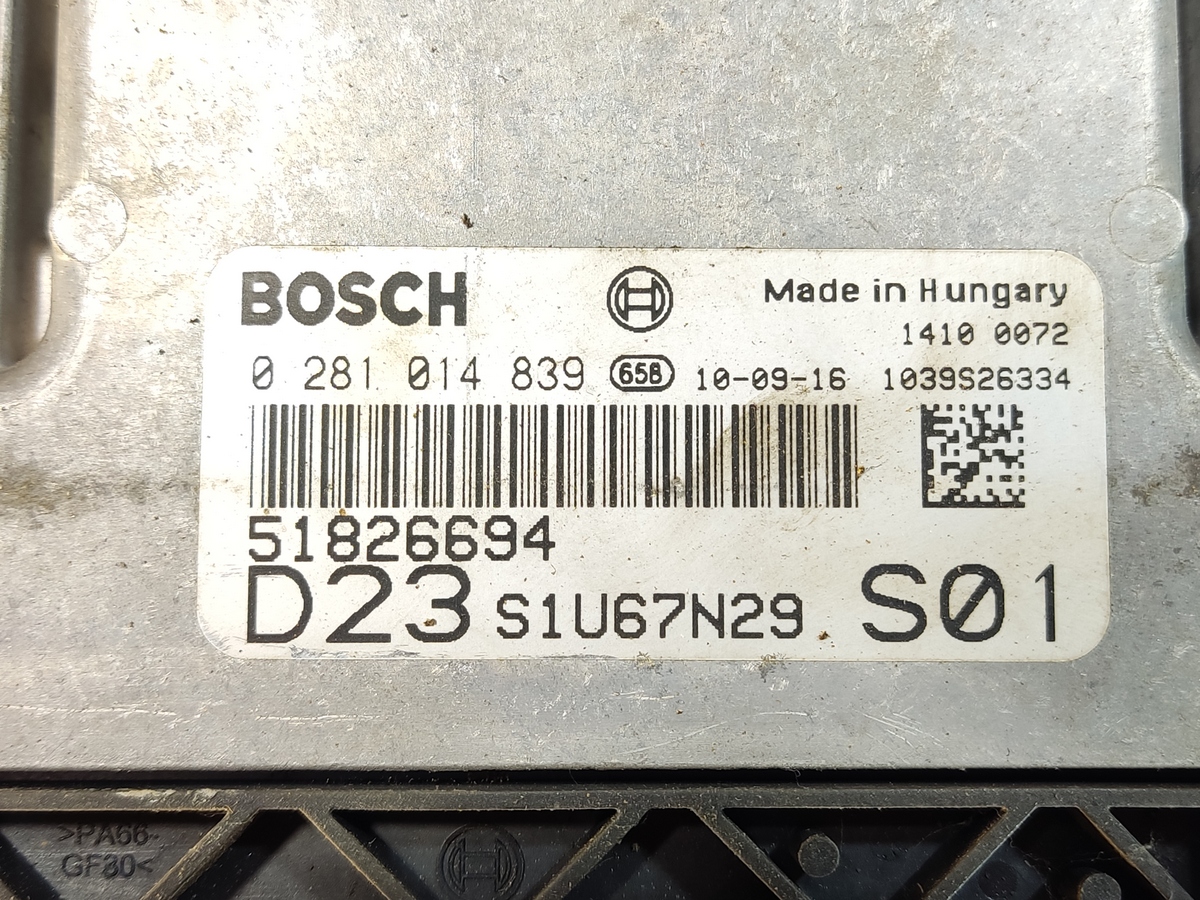 BOSCH Made in Hungary
1410 0072
0 281 014 839 65B 10-09-16 1039S26334
51826694
D23 S1U67N29 S01
>PA66-
GF30<